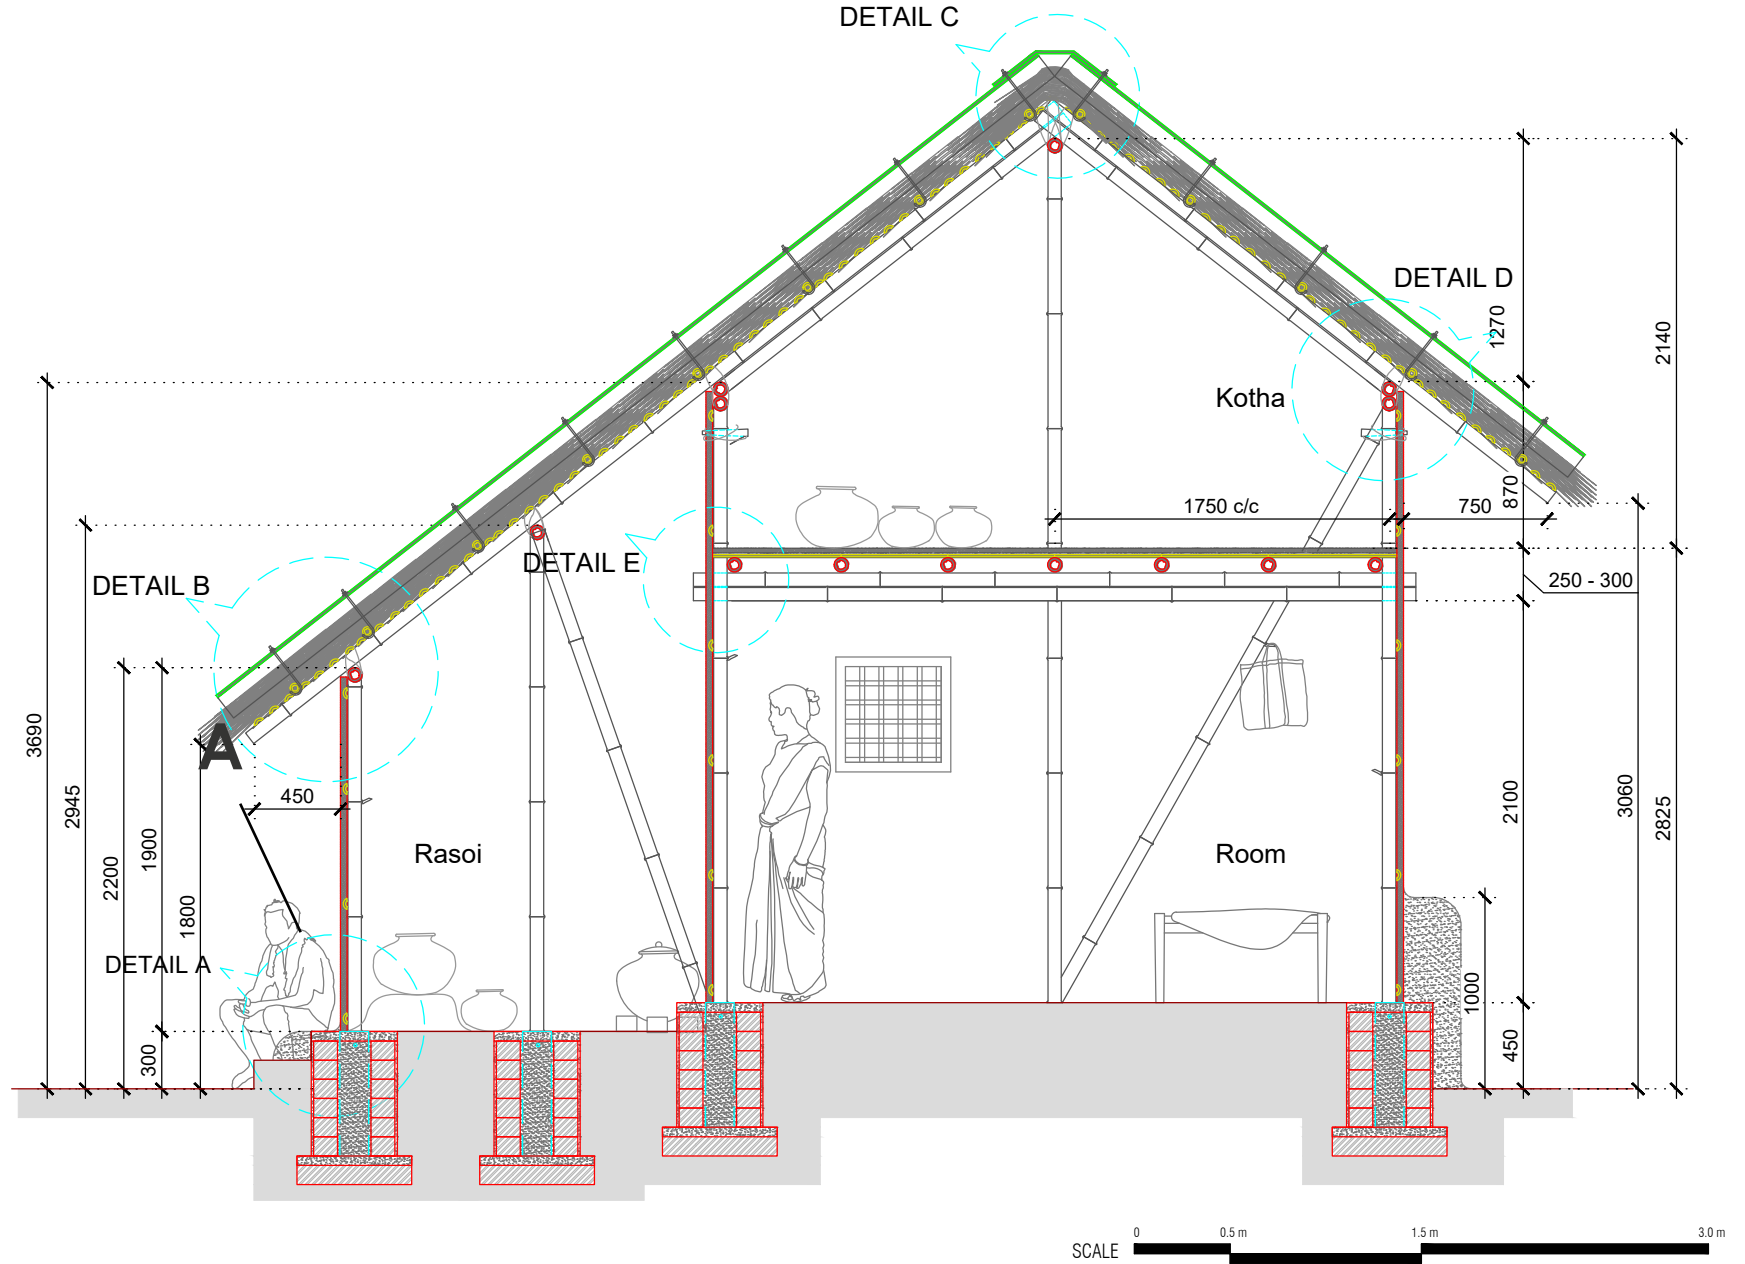 DETAIL C
DETAIL D
1270
2140
Kotha
1750 c/c
750
870
DETAIL E
250 - 300
DETAIL B
3690
2945
2200
1900
1800
A
450
Rasoi
Room
2100
3060
2825
DETAIL A
300
1000
450
SCALE
0
0.5 m
1.5 m
3.0 m